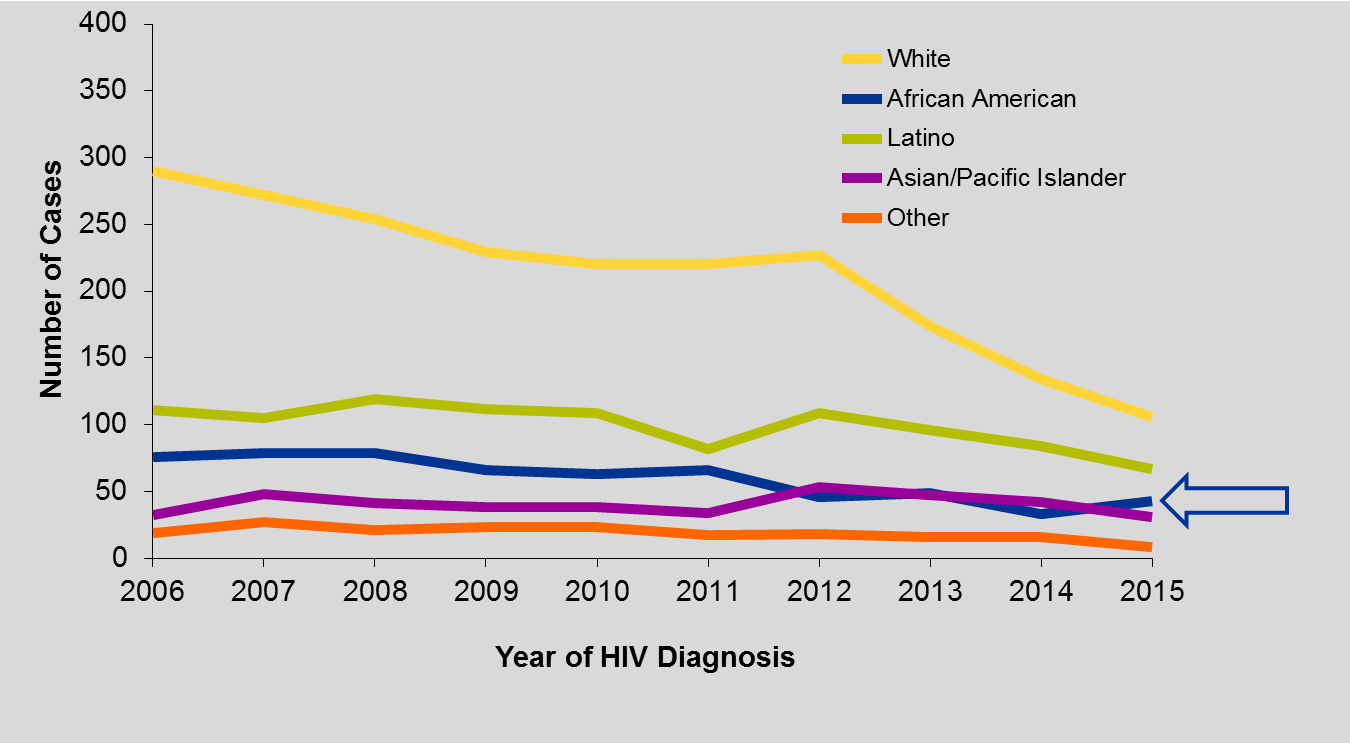 400
350
300
250
200
150
100
50
0
Number of Cases
White
African American
Latino
Asian/Pacific Islander
Other
2006 2007 2008 2009 2010 2011 2012 2013 2014 2015
Year of HIV Diagnosis